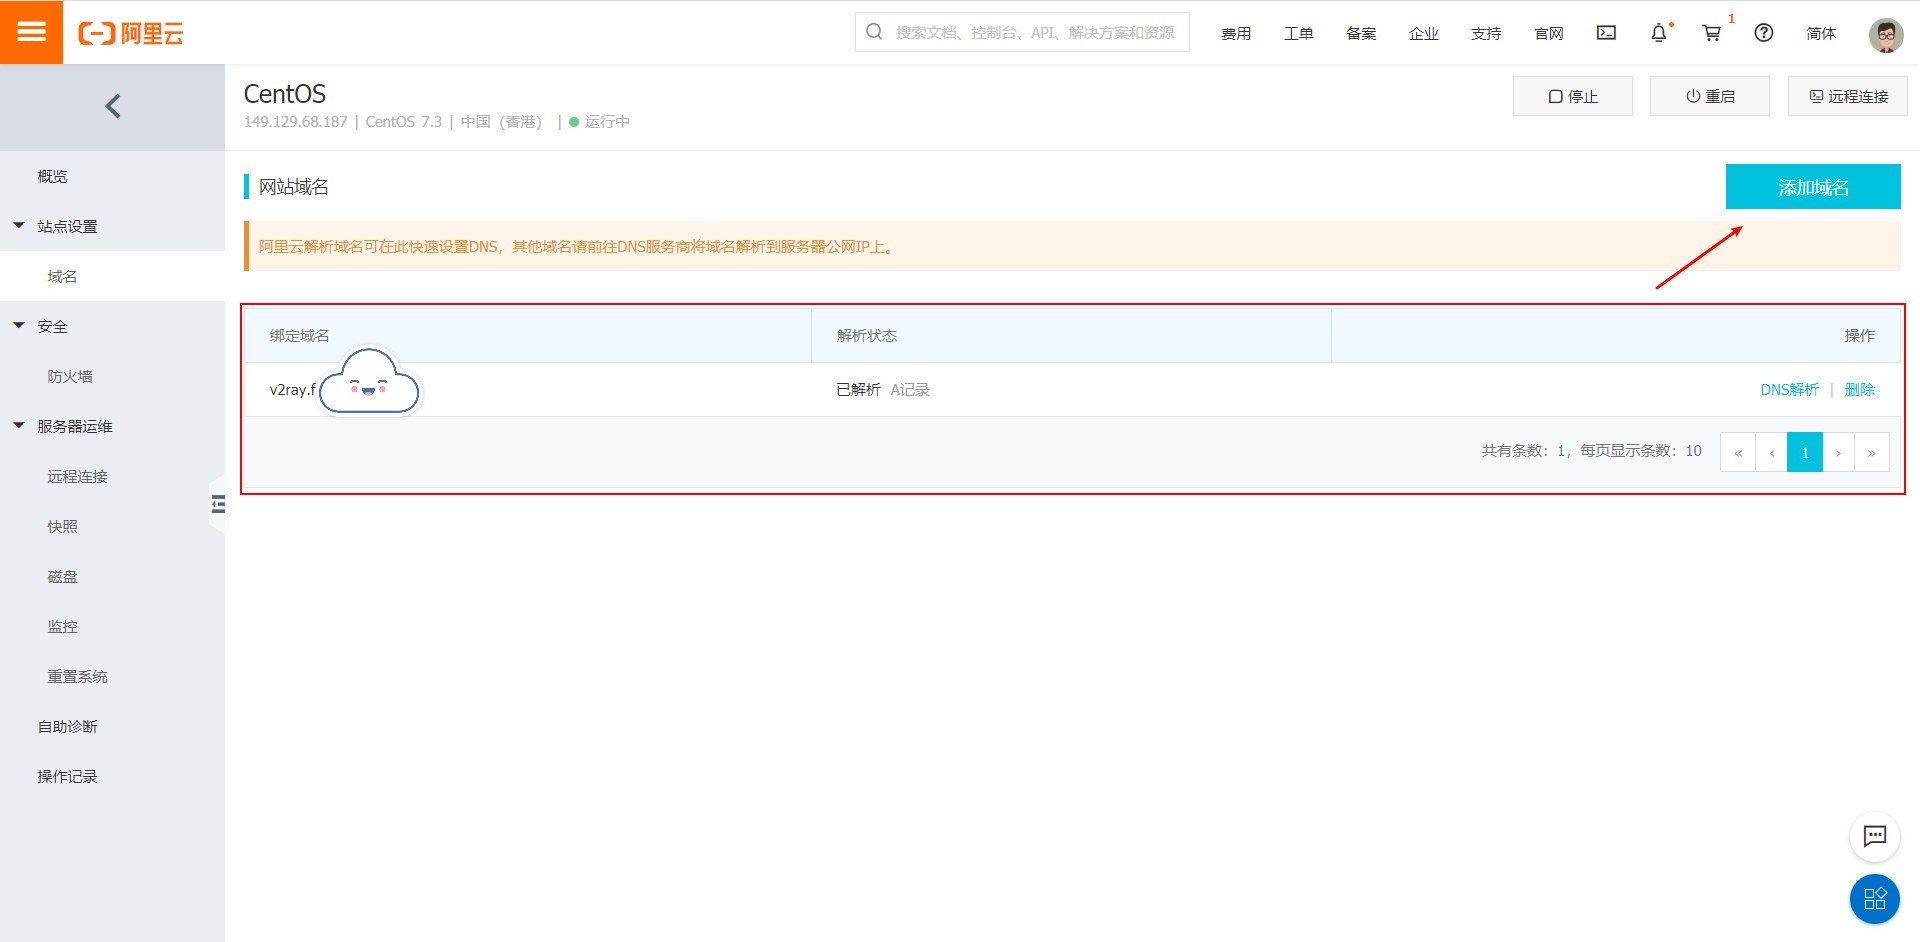 阿里云
搜索文档、控制台、API、解决方案和资源
费用
工单
备案
企业
支持
官网
1
简体
CentOS
149.129.68.187 | CentOS 7.3 | 中国（香港） | 运行中
停止
重启
远程连接
概览
站点设置
域名
安全
防火墙
服务器运维
远程连接
快照
磁盘
监控
重置系统
自助诊断
操作记录
网站域名
添加域名
阿里云解析域名可在此快速设置DNS，其他域名请前往DNS服务商将域名解析到服务器公网IP上。
绑定域名
解析状态
操作
v2ray.f
已解析 A记录
DNS解析 | 删除
共有条数：1，每页显示条数：10
« ‹ 1 › »